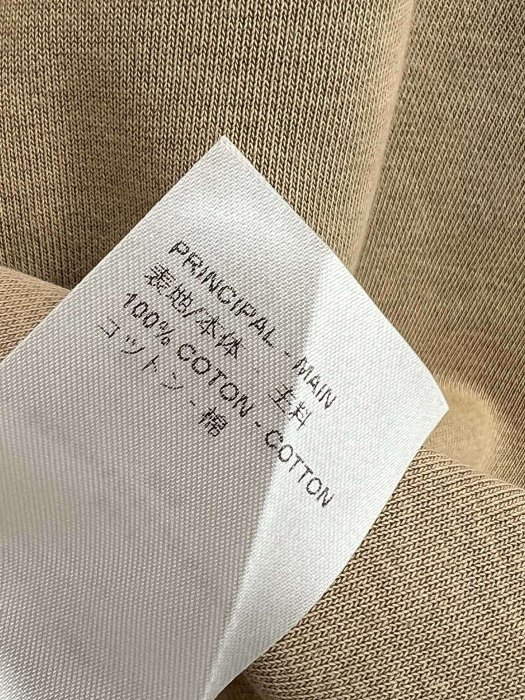 PRINCIPAL - MAIN
表地/本体 - 主料
100% COTON - COTTON
コットン - 棉